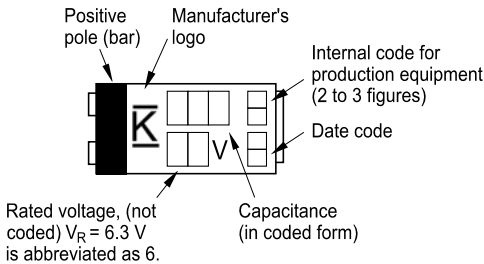 Positive
pole (bar)
Manufacturer's
logo
Internal code for
production equipment
(2 to 3 figures)
K
V
Date code
Rated voltage, (not
coded) VR = 6.3 V
is abbreviated as 6.
Capacitance
(in coded form)